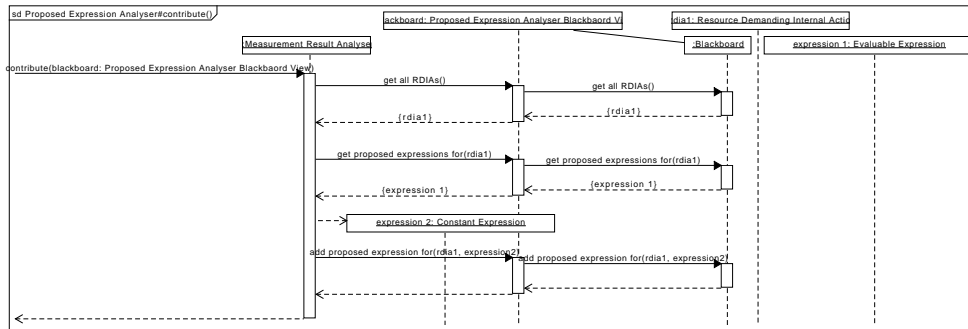 sd Proposed Expression Analyser#contribute()
ackboard: Proposed Expression Analyser Blackbaord Vi
dia1: Resource Demanding Internal Actio
:Measurement Result Analyse
:Blackboard
expression 1: Evaluable Expression
contribute(blackboard: Proposed Expression Analyser Blackbaord View)
get all RDIAs()
get all RDIAs()
{rdia1}
{rdia1}
get proposed expressions for(rdia1)
get proposed expressions for(rdia1)
{expression 1}
{expression 1}
expression 2: Constant Expression
add proposed expression for(rdia1, expression2)
add proposed expression for(rdia1, expression2)